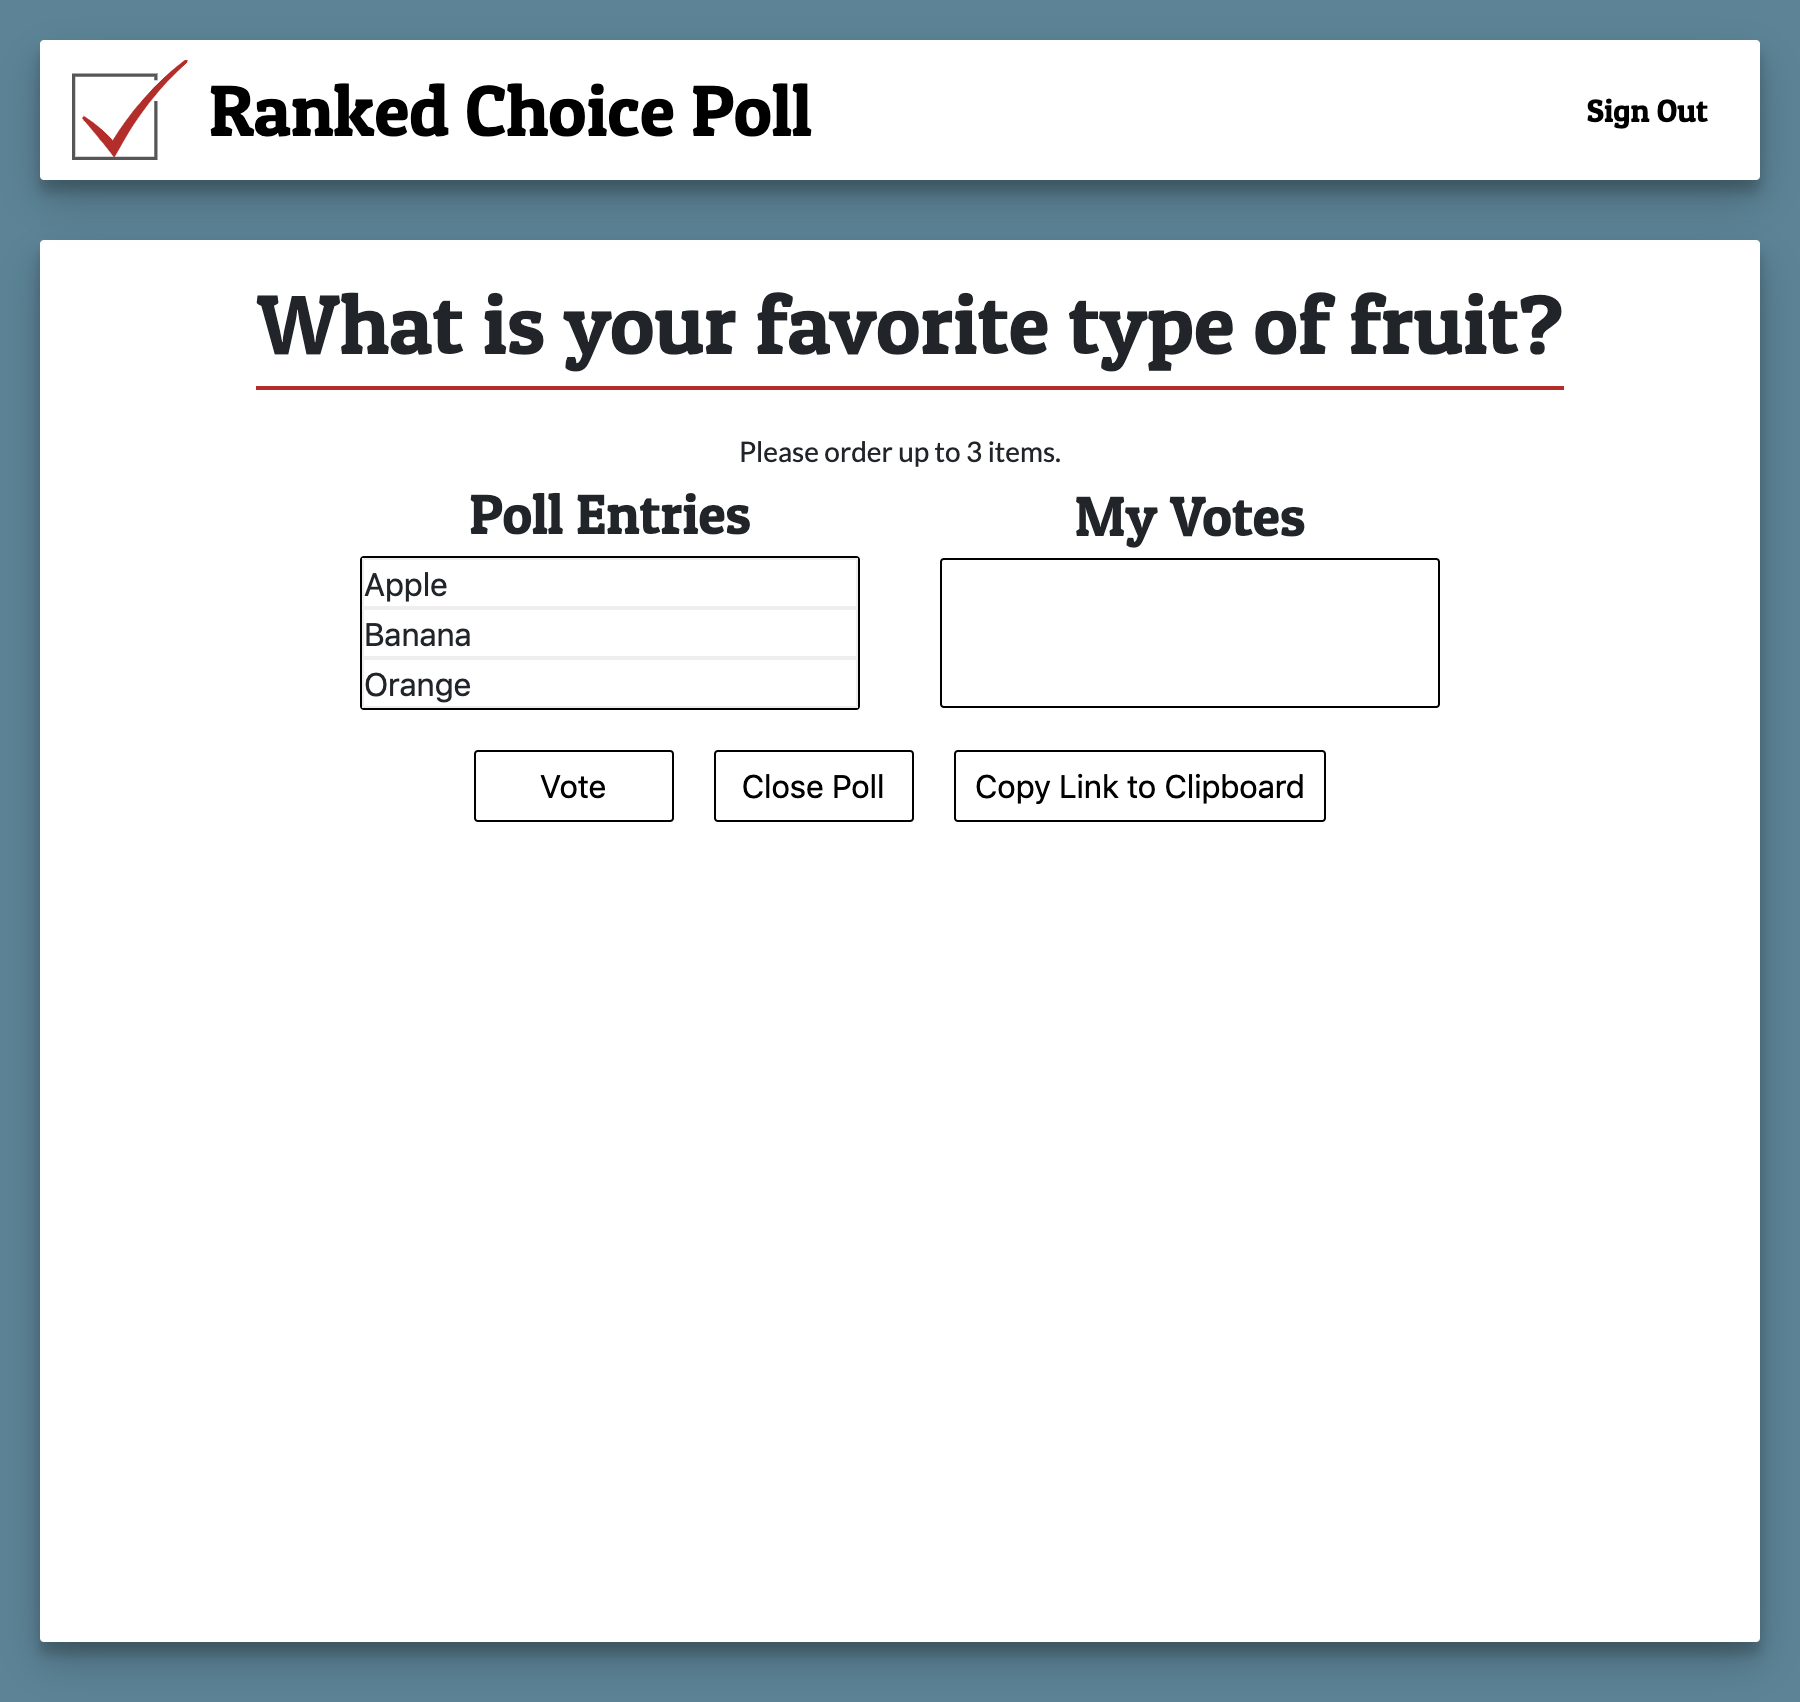 Ranked Choice Poll
Sign Out
What is your favorite type of fruit?
Please order up to 3 items.
Poll Entries
My Votes
Apple
Banana
Orange
Vote
Close Poll
Copy Link to Clipboard